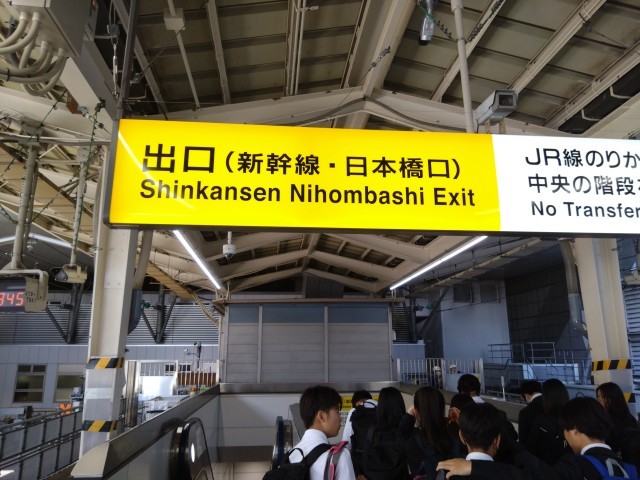 出口（新幹線・日本橋口）
Shinkansen Nihombashi Exit
JR線のりか
中央の階段
No Transfer
345